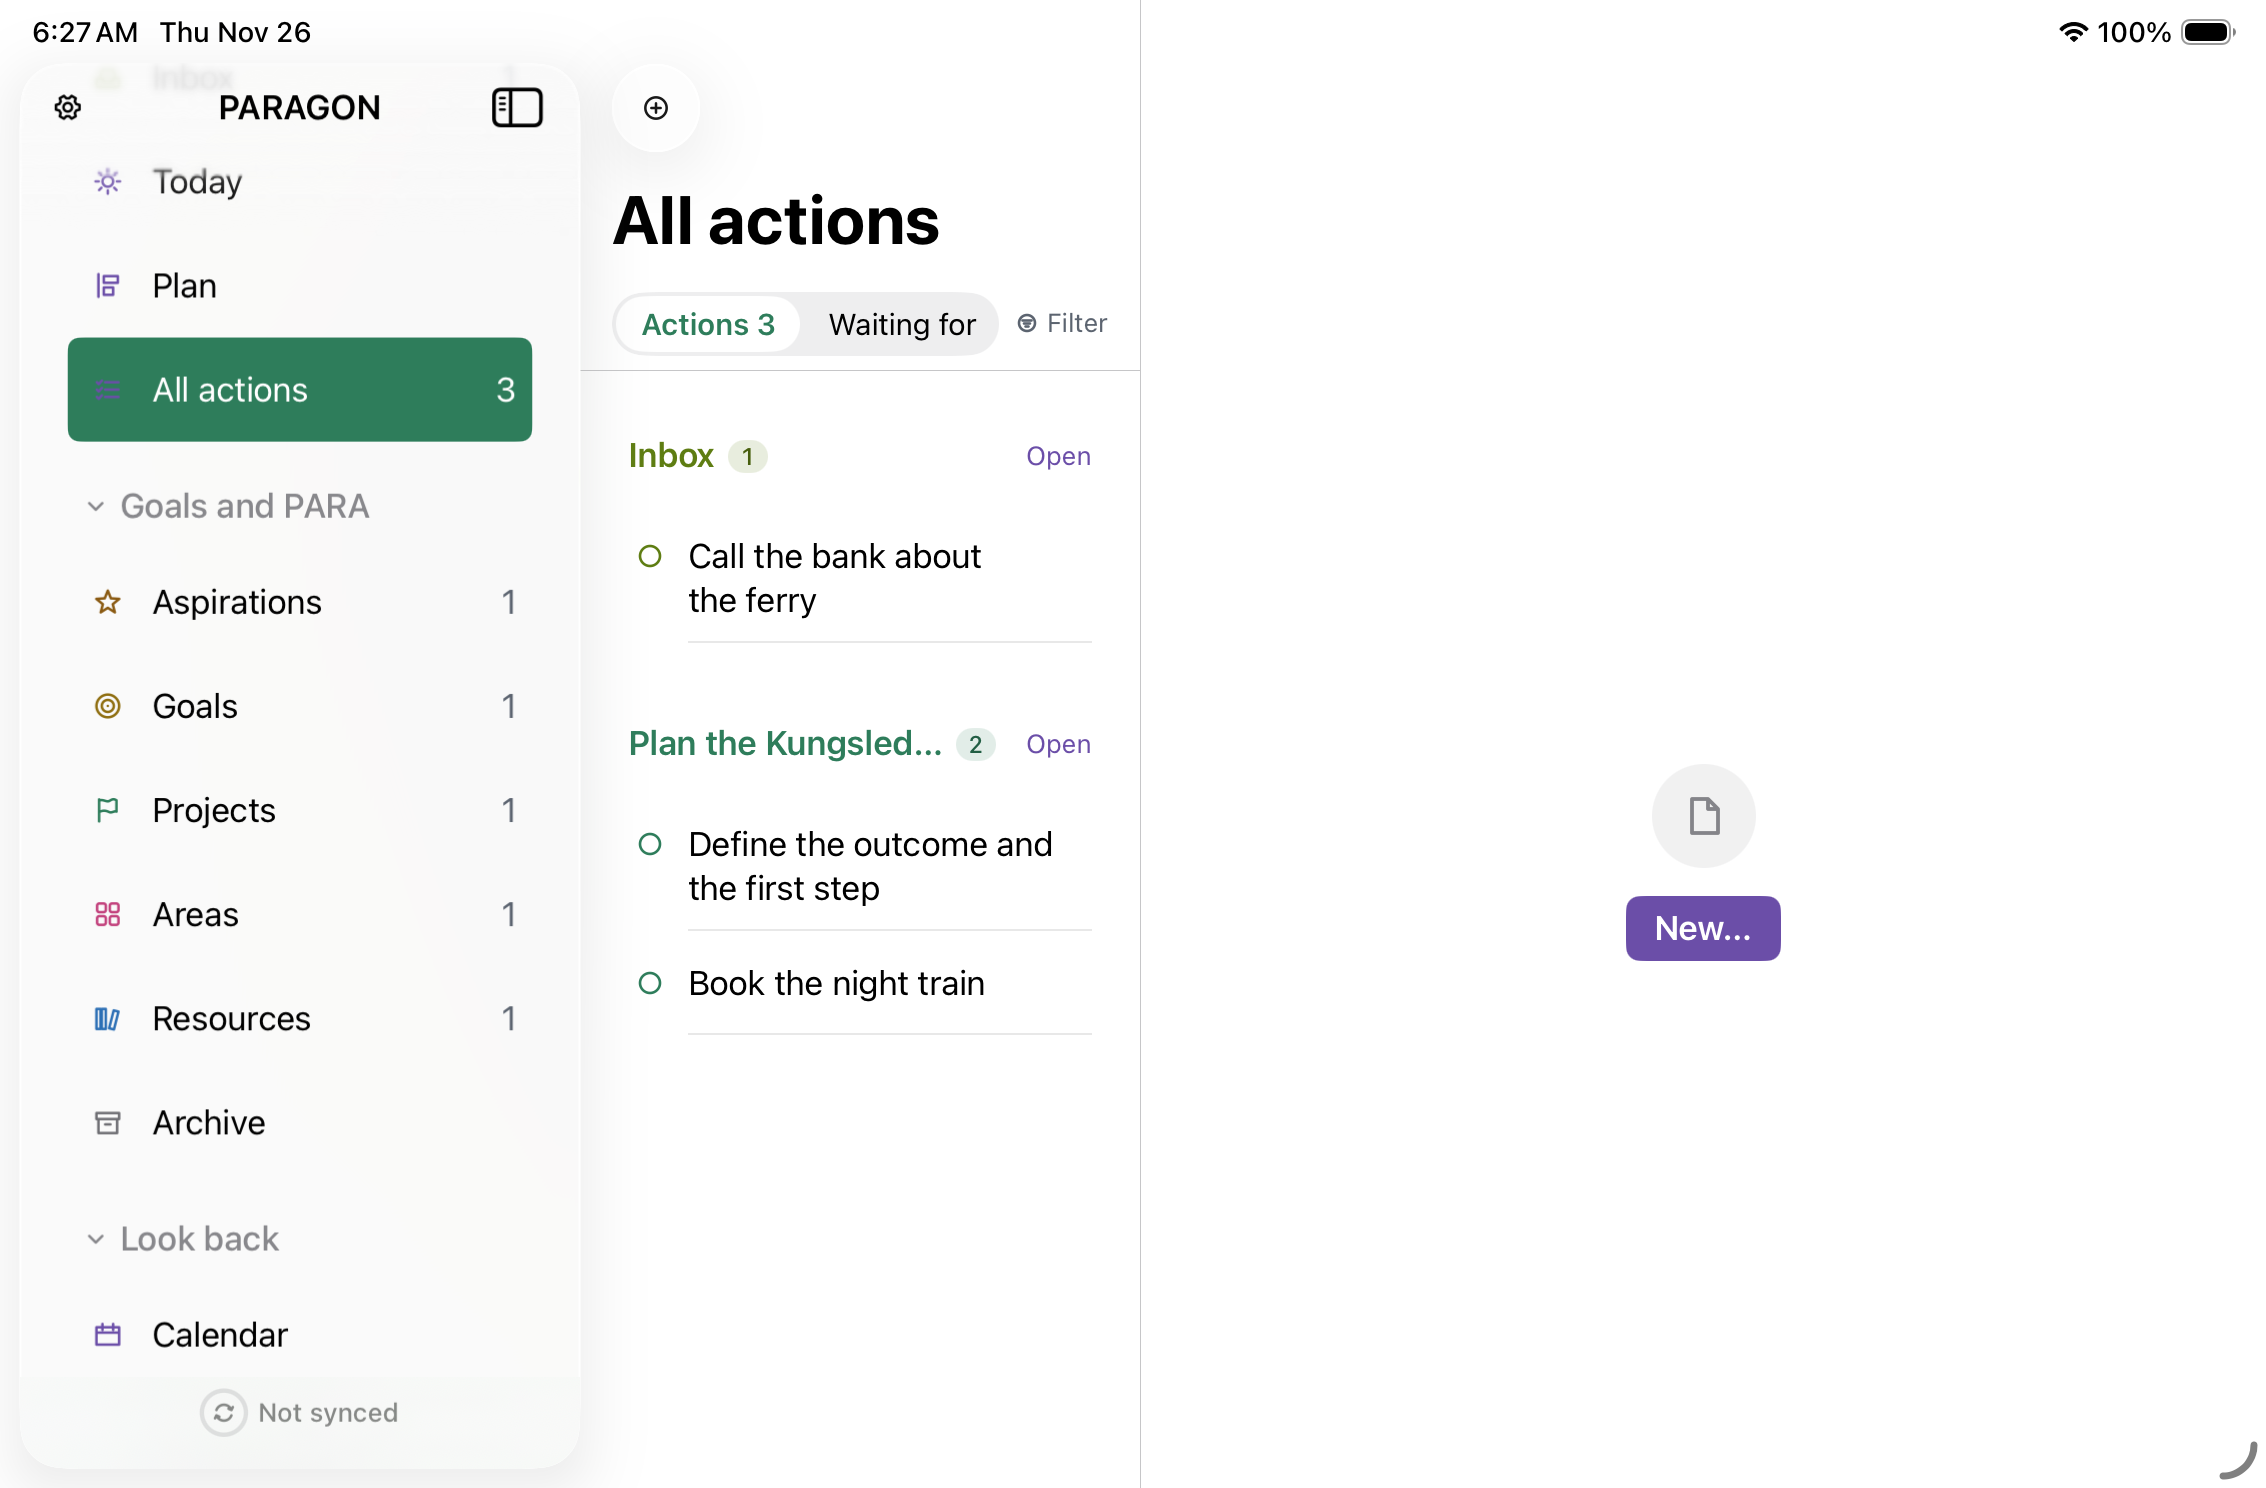 6:27 AM Thu Nov 26
100%
Inbox 1
PARAGON
Today
Plan
All actions 3
Goals and PARA
Aspirations 1
Goals 1
Projects 1
Areas 1
Resources 1
Archive
Look back
Calendar
Not synced
All actions
Actions 3 Waiting for Filter
Inbox 1 Open
Call the bank about
the ferry
Plan the Kungsled... 2 Open
Define the outcome and
the first step
Book the night train
New...